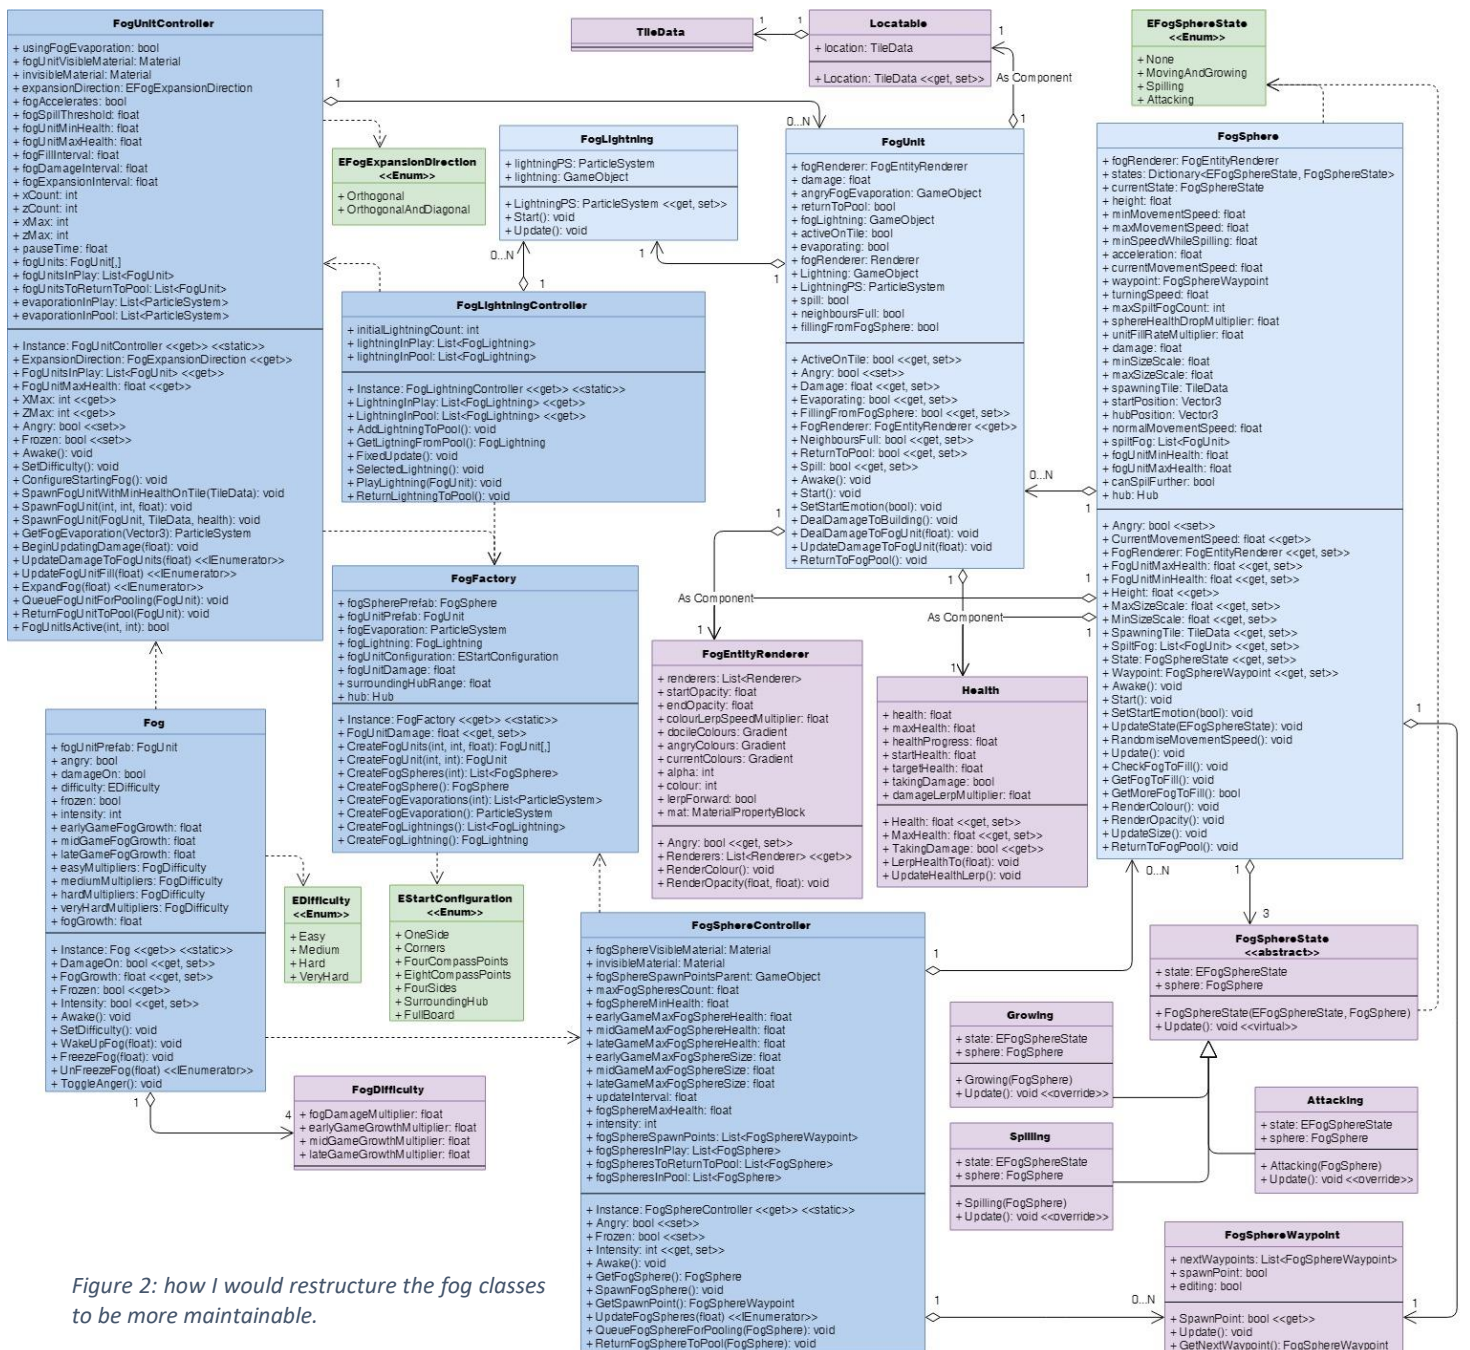 FogUnitController
+ usingFogEvaporation: bool
+ fogUnitVisibleMaterial: Material
+ invisibleMaterial: Material
+ expansionDirection: EFogExpansionDirection
+ fogAccelerates: bool
+ fogSpillThreshold: float
+ fogUnitMinHealth: float
+ fogUnitMaxHealth: float
+ fogFillInterval: float
+ fogDamageInterval: float
+ fogExpansionInterval: float
+ xCount: int
+ zCount: int
+ xMax: int
+ zMax: int
+ pauseTime: float
+ fogUnits: FogUnit[,]
+ fogUnitsInPlay: List<FogUnit>
+ fogUnitsToReturnToPool: List<FogUnit>
+ evaporationInPlay: List<ParticleSystem>
+ evaporationInPool: List<ParticleSystem>
+ Instance: FogUnitController <<get>> <<static>>
+ ExpansionDirection: FogExpansionDirection <<get>>
+ FogUnitsInPlay: List<FogUnit> <<get>>
+ FogUnitMaxHealth: float <<get>>
+ XMax: int <<get>>
+ ZMax: int <<get>>
+ Angry: bool <<set>>
+ Frozen: bool <<set>>
+ Awake(): void
+ SetDifficulty(): void
+ ConfigureStartingFog(): void
+ SpawnFogUnitWithMinHealthOnTile(TileData): void
+ SpawnFogUnit(int, int, float): void
+ SpawnFogUnit(FogUnit, TileData, health): void
+ GetFogEvaporation(Vector3): ParticleSystem
+ BeginUpdatingDamage(float): void
+ UpdateDamageToFogUnits(float) <<IEnumerator>>
+ UpdateFogUnitFill(float) <<IEnumerator>>
+ ExpandFog(float) <<IEnumerator>>
+ QueueFogUnitForPooling(FogUnit): void
+ ReturnFogUnitToPool(FogUnit): void
+ FogUnitIsActive(int, int): bool
TileData
1
1
Locatable
+ location: TileData
+ Location: TileData <<get, set>>
1
As Component
1
EFogSphereState
<<Enum>>
+ None
+ MovingAndGrowing
+ Spilling
+ Attacking
1
0...N
EFogExpansionDirection
<<Enum>>
+ Orthogonal
+ OrthogonalAndDiagonal
FogLightning
+ lightningPS: ParticleSystem
+ lightning: GameObject
+ LightningPS: ParticleSystem <<get, set>>
+ Start(): void
+ Update(): void
0...N
1
1
1
FogLightningController
+ initialLightningCount: int
+ lightningInPlay: List<FogLightning>
+ lightningInPool: List<FogLightning>
+ Instance: FogLightningController <<get>> <<static>>
+ LightningInPlay: List<FogLightning> <<get>>
+ LightningInPool: List<FogLightning> <<get>>
+ AddLightningToPool(): void
+ GetLigtningFromPool(): FogLightning
+ FixedUpdate(): void
+ SelectedLightning(): void
+ PlayLightning(FogUnit): void
+ ReturnLightningToPool(): void
FogUnit
+ fogRenderer: FogEntityRenderer
+ damage: float
+ angryFogEvaporation: GameObject
+ returnToPool: bool
+ fogLightning: GameObject
+ activeOnTile: bool
+ evaporating: bool
+ fogRenderer: Renderer
+ Lightning: GameObject
+ LightningPS: ParticleSystem
+ spill: bool
+ neighboursFull: bool
+ fillingFromFogSphere: bool
+ ActiveOnTile: bool <<get, set>>
+ Angry: bool <<set>>
+ Damage: float <<get, set>>
+ Evaporating: bool <<get, set>>
+ FillingFromFogSphere: bool <<get, set>>
+ FogRenderer: FogEntityRenderer <<get>>
+ NeighboursFull: bool <<get, set>>
+ ReturnToPool: bool <<get, set>>
+ Spill: bool <<get, set>>
+ Awake(): void
+ Start(): void
+ SetStartEmotion(bool): void
+ DealDamageToBuilding(): void
+ DealDamageToFogUnit(float): void
+ UpdateDamageToFogUnit(float): void
+ ReturnToFogPool(): void
FogSphere
+ fogRenderer: FogEntityRenderer
+ states: Dictionary<EFogSphereState, FogSphereState>
+ currentState: FogSphereState
+ height: float
+ minMovementSpeed: float
+ maxMovementSpeed: float
+ minSpeedWhileSpilling: float
+ acceleration: float
+ currentMovementSpeed: float
+ waypoint: FogSphereWaypoint
+ turningSpeed: float
+ maxSpiltFogCount: int
+ sphereHealthDropMultiplier: float
+ unitFillRateMultiplier: float
+ damage: float
+ minSizeScale: float
+ maxSizeScale: float
+ spawningTile: TileData
+ startPosition: Vector3
+ hubPosition: Vector3
+ normalMovementSpeed: float
+ spiltFog: List<FogUnit>
+ fogUnitMinHealth: float
+ fogUnitMaxHealth: float
+ canSpillFurther: bool
+ hub: Hub
+ Angry: bool <<set>>
+ CurrentMovementSpeed: float <<get>>
+ FogRenderer: FogEntityRenderer <<get, set>>
+ FogUnitMaxHealth: float <<get, set>>
+ FogUnitMinHealth: float <<get, set>>
+ Height: float <<get>>
+ MaxSizeScale: float <<get, set>>
+ MinSizeScale: float <<get, set>>
+ SpawningTile: TileData <<get, set>>
+ SpiltFog: List<FogUnit> <<get, set>>
+ State: FogSphereState <<get, set>>
+ Waypoint: FogSphereWaypoint <<get, set>>
+ Awake(): void
+ Start(): void
+ SetStartEmotion(bool): void
+ UpdateState(EFogSphereState): void
+ RandomiseMovementSpeed(): void
+ Update(): void
+ CheckFogToFill(): void
+ GetFogToFill(): void
+ GetMoreFogToFill(): bool
+ RenderColour(): void
+ RenderOpacity(): void
+ UpdateSize(): void
+ ReturnToFogPool(): void
0...N
1
1
1
1
1
As Component
As Component
1
1
FogFactory
+ fogSpherePrefab: FogSphere
+ fogUnitPrefab: FogUnit
+ fogEvaporation: ParticleSystem
+ fogLightning: FogLightning
+ fogUnitConfiguration: EStartConfiguration
+ fogUnitDamage: float
+ surroundingHubRange: float
+ hub: Hub
+ Instance: FogFactory <<get>> <<static>>
+ FogUnitDamage: float <<get, set>>
+ CreateFogUnits(int, int, float): FogUnit[,]
+ CreateFogUnit(int, int): FogUnit
+ CreateFogSpheres(int): List<FogSphere>
+ CreateFogSphere(): FogSphere
+ CreateFogEvaporations(int): List<ParticleSystem>
+ CreateFogEvaporation(): ParticleSystem
+ CreateFogLightnings(): List<FogLightning>
+ CreateFogLightning(): FogLightning
FogEntityRenderer
+ renderers: List<Renderer>
+ startOpacity: float
+ endOpacity: float
+ colourLerpSpeedMultiplier: float
+ docileColours: Gradient
+ angryColours: Gradient
+ currentColours: Gradient
+ alpha: int
+ colour: int
+ lerpForward: bool
+ mat: MaterialPropertyBlock
+ Angry: bool <<get, set>>
+ Renderers: List<Renderer> <<get>>
+ RenderColour(): void
+ RenderOpacity(float, float): void
Health
+ health: float
+ maxHealth: float
+ healthProgress: float
+ startHealth: float
+ targetHealth: float
+ takingDamage: bool
+ damageLerpMultiplier: float
+ Health: float <<get, set>>
+ MaxHealth: float <<get, set>>
+ TakingDamage: bool <<get>>
+ LerpHealthTo(float): void
+ UpdateHealthLerp(): void
Fog
+ fogUnitPrefab: FogUnit
+ angry: bool
+ damageOn: bool
+ difficulty: EDifficulty
+ frozen: bool
+ intensity: int
+ earlyGameFogGrowth: float
+ midGameFogGrowth: float
+ lateGameFogGrowth: float
+ easyMultipliers: FogDifficulty
+ mediumMultipliers: FogDifficulty
+ hardMultipliers: FogDifficulty
+ veryHardMultipliers: FogDifficulty
+ fogGrowth: float
+ Instance: Fog <<get>> <<static>>
+ DamageOn: bool <<get, set>>
+ FogGrowth: float <<get, set>>
+ Frozen: bool <<get>>
+ Intensity: bool <<get, set>>
+ Awake(): void
+ SetDifficulty(): void
+ WakeUpFog(float): void
+ FreezeFog(float): void
+ UnFreezeFog(float) <<IEnumerator>>
+ ToggleAnger(): void
EDifficulty
<<Enum>>
+ Easy
+ Medium
+ Hard
+ VeryHard
EStartConfiguration
<<Enum>>
+ OneSide
+ Corners
+ FourCompassPoints
+ EightCompassPoints
+ FourSides
+ SurroundingHub
+ FullBoard
1
4
FogDifficulty
+ fogDamageMultiplier: float
+ earlyGameGrowthMultiplier: float
+ midGameGrowthMultiplier: float
+ lateGameGrowthMultiplier: float
FogSphereController
+ fogSphereVisibleMaterial: Material
+ invisibleMaterial: Material
+ fogSphereSpawnPointsParent: GameObject
+ maxFogSpheresCount: float
+ fogSphereMinHealth: float
+ earlyGameMaxFogSphereHealth: float
+ midGameMaxFogSphereHealth: float
+ lateGameMaxFogSphereHealth: float
+ earlyGameMaxFogSphereSize: float
+ midGameMaxFogSphereSize: float
+ lateGameMaxFogSphereSize: float
+ updateInterval: float
+ fogSphereMaxHealth: float
+ intensity: int
+ fogSphereSpawnPoints: List<FogSphereWaypoint>
+ fogSpheresInPlay: List<FogSphere>
+ fogSpheresToReturnToPool: List<FogSphere>
+ fogSpheresInPool: List<FogSphere>
+ Instance: FogSphereController <<get>> <<static>>
+ Angry: bool <<set>>
+ Frozen: bool <<set>>
+ Intensity: int <<get, set>>
+ Awake(): void
+ GetFogSphere(): FogSphere
+ SpawnFogSphere(): void
+ GetSpawnPoint(): FogSphereWaypoint
+ UpdateFogSpheres(float) <<IEnumerator>>
+ QueueFogSphereForPooling(FogSphere): void
+ ReturnFogSphereToPool(FogSphere): void
1
0...N
1
3
1
FogSphereState
<<abstract>>
+ state: EFogSphereState
+ sphere: FogSphere
+ FogSphereState(EFogSphereState, FogSphere)
+ Update(): void <<virtual>>
Growing
+ state: EFogSphereState
+ sphere: FogSphere
+ Growing(FogSphere)
+ Update(): void <<override>>
Attacking
+ state: EFogSphereState
+ sphere: FogSphere
+ Attacking(FogSphere)
+ Update(): void <<override>>
Spilling
+ state: EFogSphereState
+ sphere: FogSphere
+ Spilling(FogSphere)
+ Update(): void <<override>>
FogSphereWaypoint
+ nextWaypoints: List<FogSphereWaypoint>
+ spawnPoint: bool
+ editing: bool
+ SpawnPoint: bool <<get>>
+ Update(): void
+ GetNextWaypoint(): FogSphereWaypoint
1
0...N
1
Figure 2: how I would restructure the fog classes
to be more maintainable.